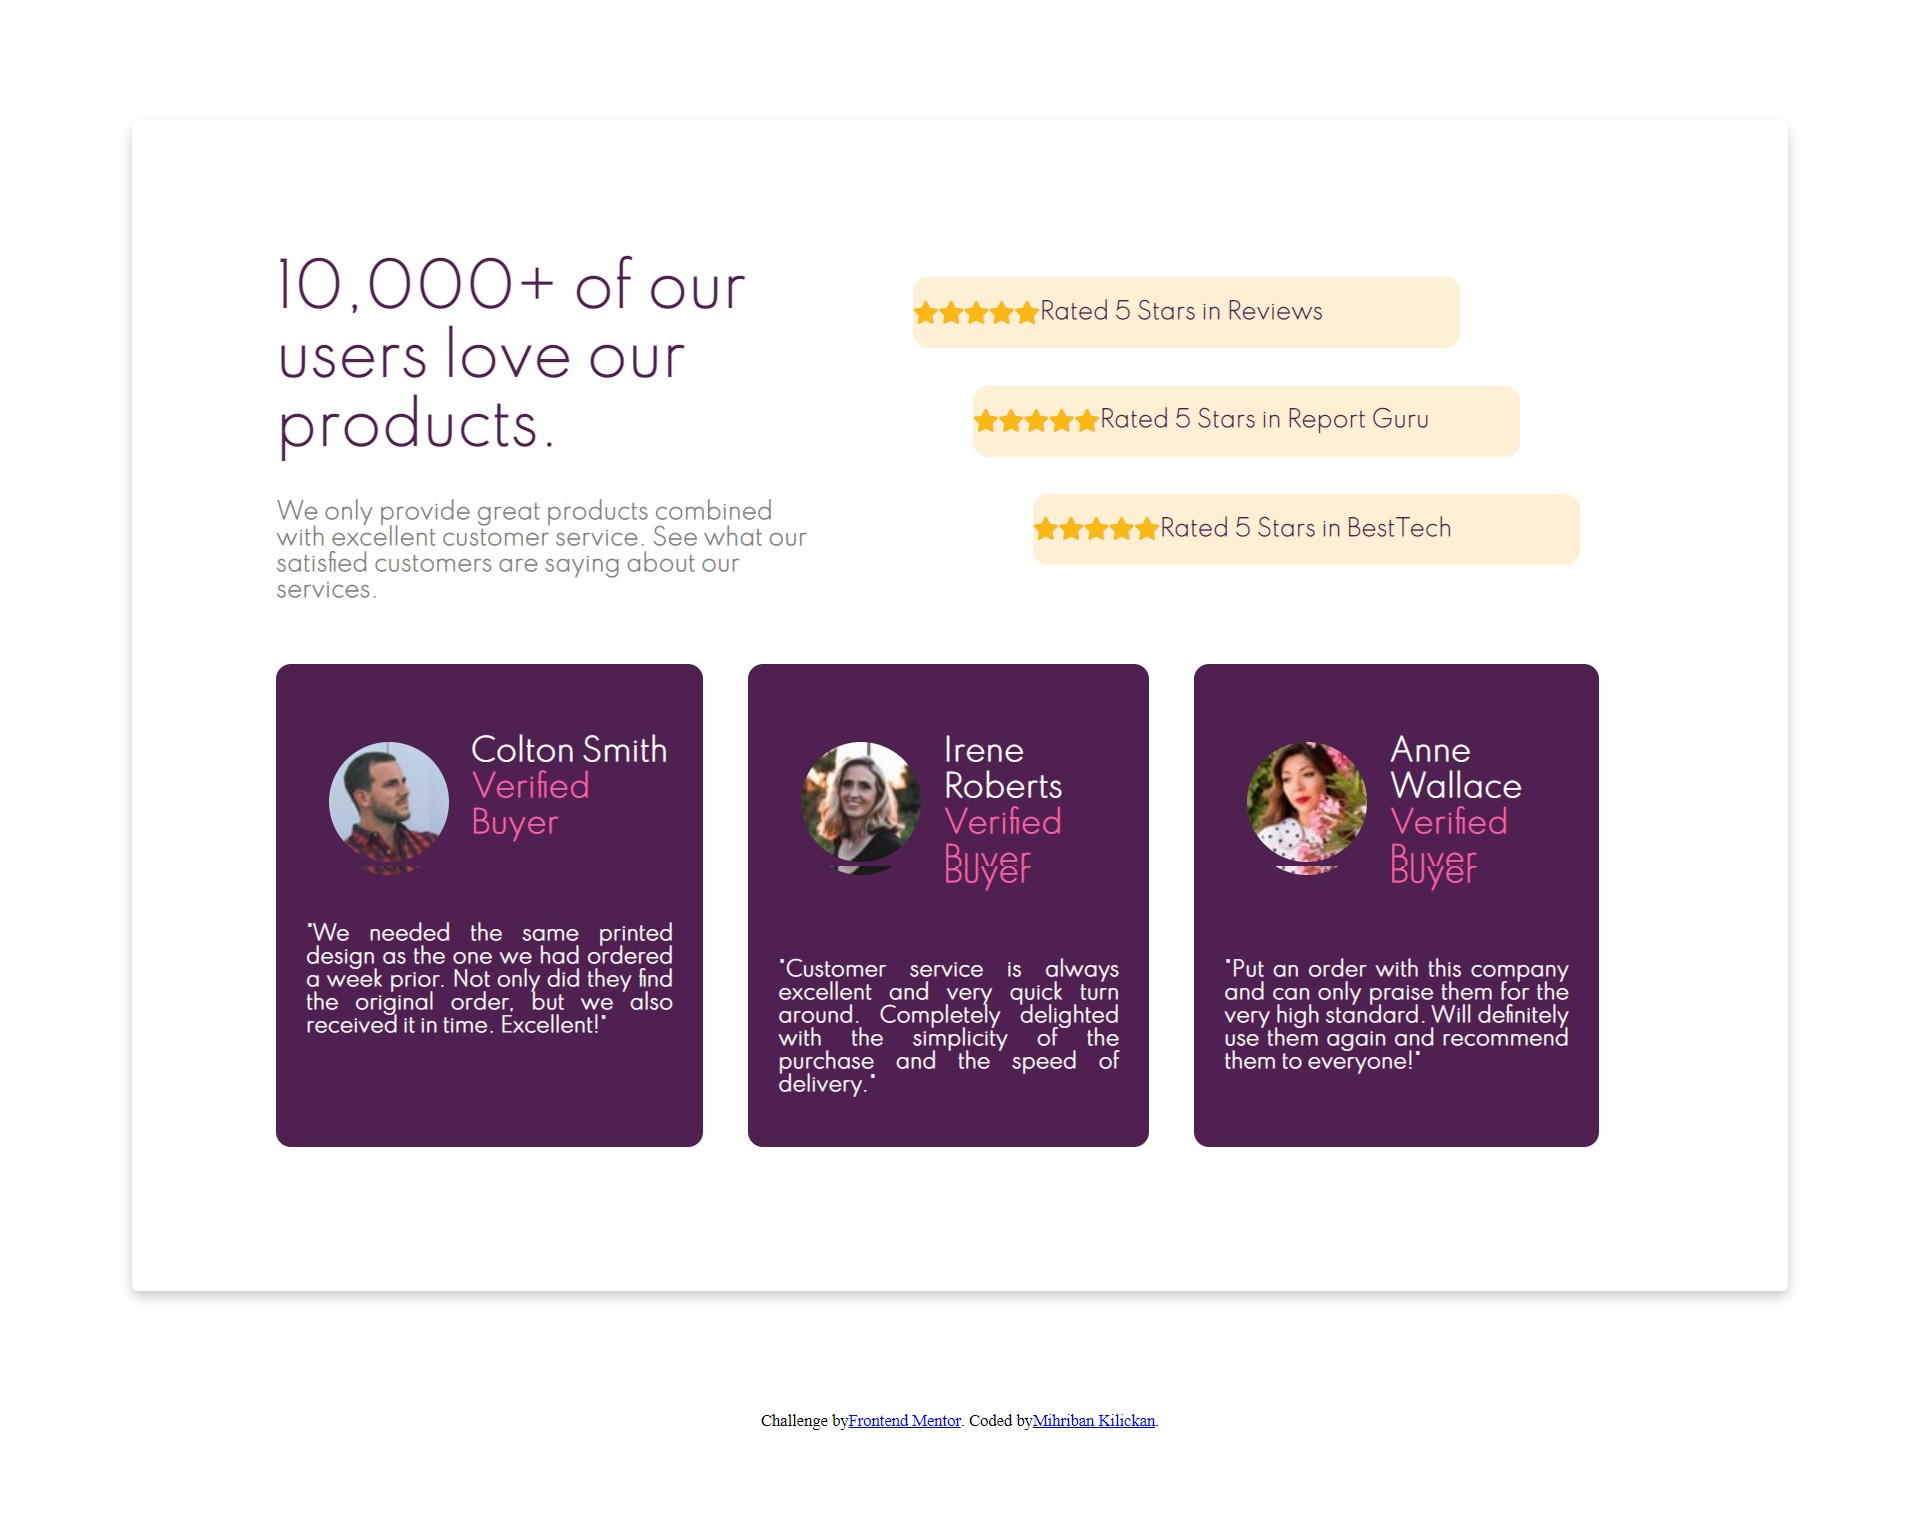 10,000+ of our
users love our
products.
We only provide great products combined
with excellent customer service. See what our
satisfied customers are saying about our
services.
Rated 5 Stars in Reviews
Rated 5 Stars in Report Guru
Rated 5 Stars in BestTech
Colton Smith
Verified
Buyer
"We needed the same printed
design as the one we had ordered
a week prior. Not only did they find
the original order, but we also
received it in time. Excellent!"
Irene
Roberts
Verified
Buyer
"Customer service is always
excellent and very quick turn
around. Completely delighted
with the simplicity of the
purchase and the speed of
delivery."
Anne
Wallace
Verified
Buyer
"Put an order with this company
and can only praise them for the
very high standard. Will definitely
use them again and recommend
them to everyone!"
Challenge byFrontend Mentor. Coded byMihriban Kilickan.